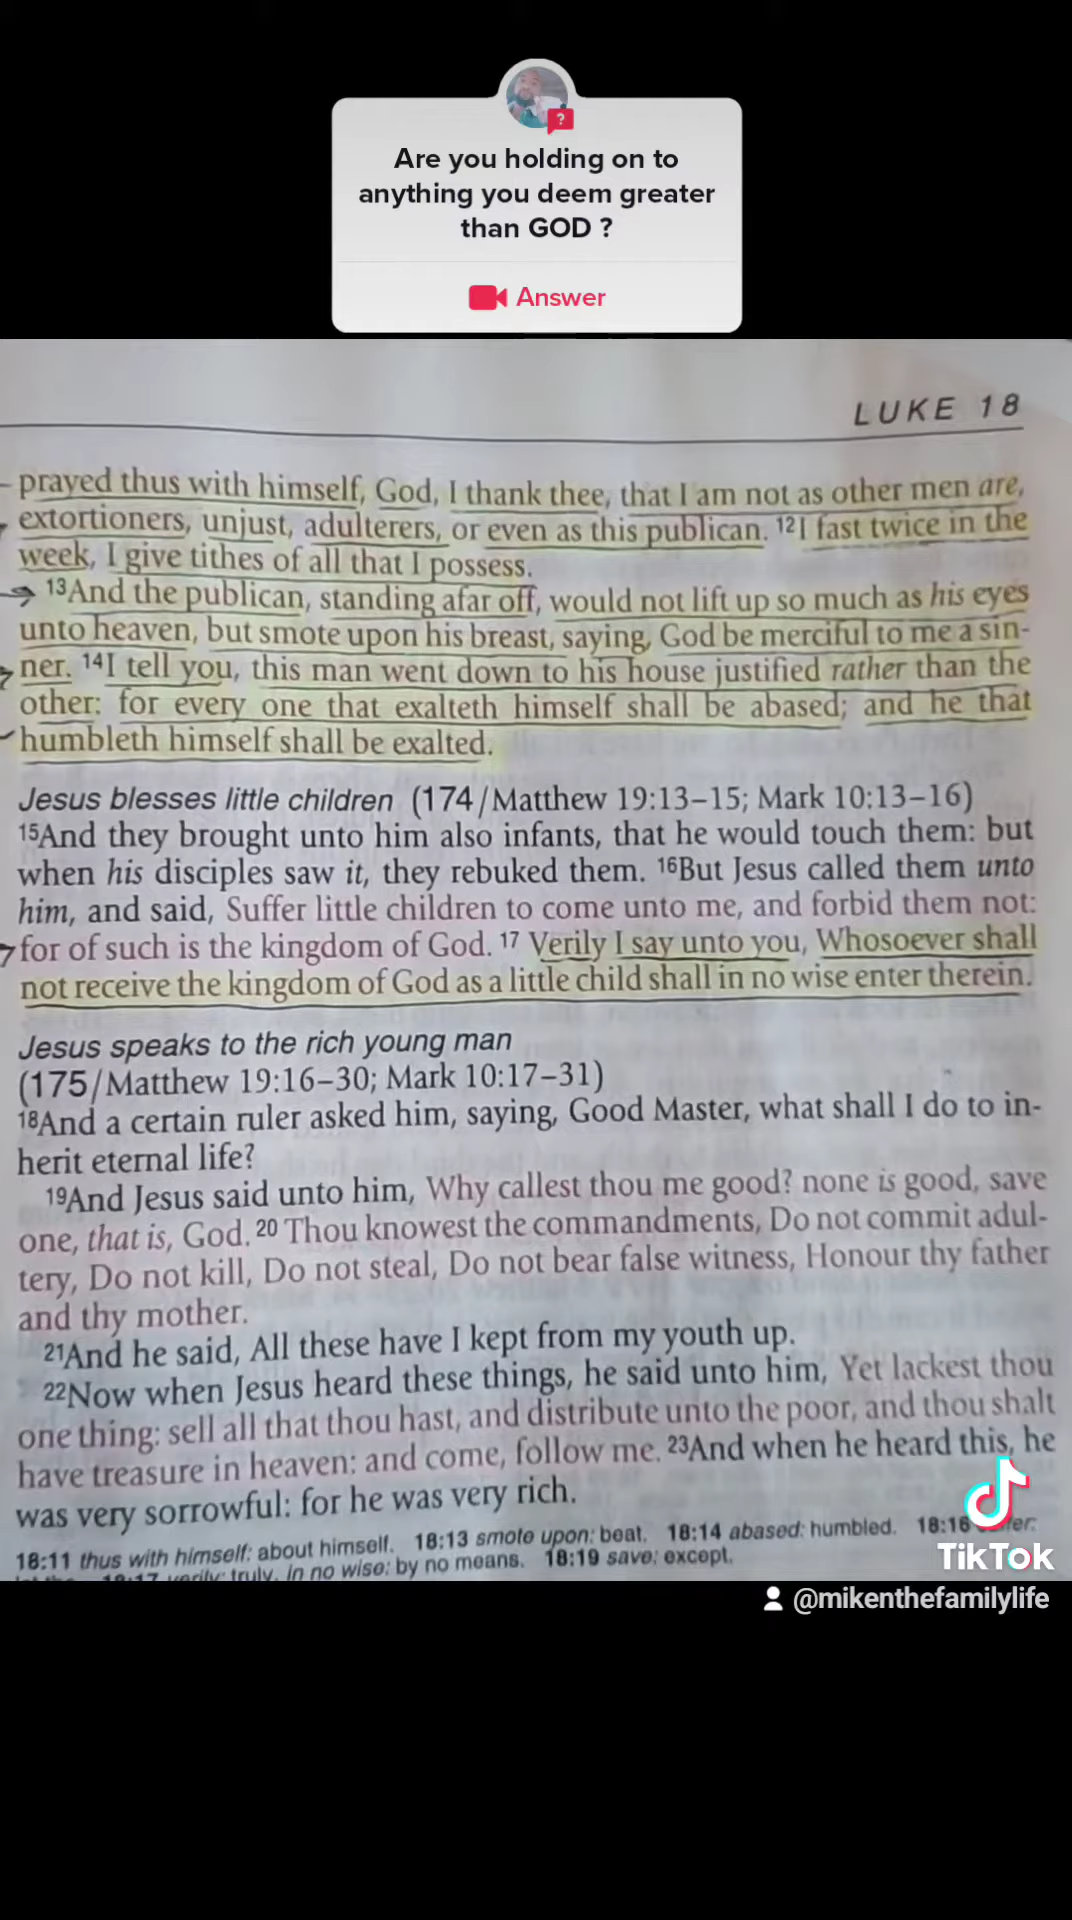 ?
Are you holding on to
anything you deem greater
than GOD ?
Answer
LUKE 18
prayed thus with himself, God, I thank thee, that I am not as other men are,
extortioners, unjust, adulterers, or even as this publican. 12I fast twice in the
week, I give tithes of all that I possess.
13And the publican, standing afar off, would not lift up so much as his eyes
unto heaven, but smote upon his breast, saying, God be merciful to me a sin-
ner. 14I tell you, this man went down to his house justified rather than the
other: for every one that exalteth himself shall be abased; and he that
humbleth himself shall be exalted.
Jesus blesses little children (174/Matthew 19:13–15; Mark 10:13–16)
15And they brought unto him also infants, that he would touch them: but
when his disciples saw it, they rebuked them. 16But Jesus called them unto
him, and said, Suffer little children to come unto me, and forbid them not:
for of such is the kingdom of God. 17 Verily I say unto you, Whosoever shall
not receive the kingdom of God as a little child shall in no wise enter therein.
Jesus speaks to the rich young man
(175/Matthew 19:16–30; Mark 10:17–31)
18And a certain ruler asked him, saying, Good Master, what shall I do to in-
herit eternal life?
19And Jesus said unto him, Why callest thou me good? none is good, save
one, that is, God. 20 Thou knowest the commandments, Do not commit adul-
tery, Do not kill, Do not steal, Do not bear false witness, Honour thy father
and thy mother.
21And he said, All these have I kept from my youth up.
22Now when Jesus heard these things, he said unto him, Yet lackest thou
one thing: sell all that thou hast, and distribute unto the poor, and thou shalt
have treasure in heaven: and come, follow me. 23And when he heard this, he
was very sorrowful: for he was very rich.
18:11 thus with himself: about himself. 18:13 smote upon: beat. 18:14 abased: humbled. 18:16
18:17 verily: truly. in no wise: by no means. 18:19 save: except.
TikTok
@mikenthefamilylife